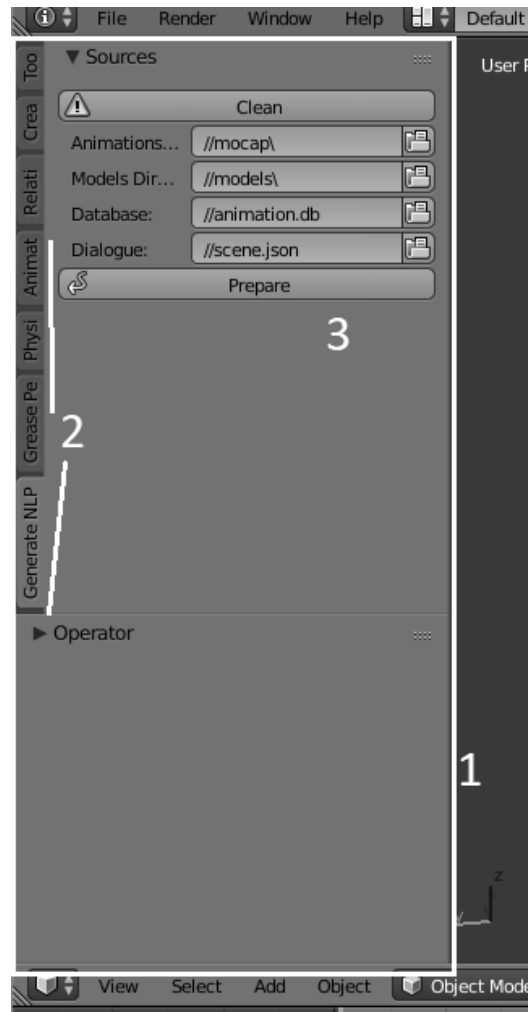 File Render Window Help Default
User P
Too
Crea
Relati
Animat
Physi
Grease Pe
Generate NLP
Sources
Clean
Animations... //mocap\
Models Dir... //models\
Database: //animation.db
Dialogue: //scene.json
Prepare
3
2
Operator
1
z
View Select Add Object Object Mode